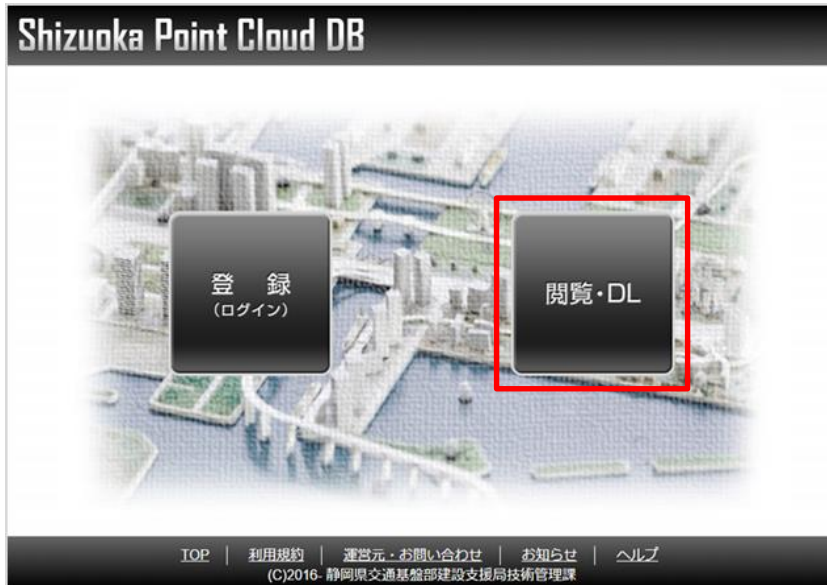 Shizuoka Point Cloud DB
登 録
(ログイン)
閲覧・DL
TOP | 利用規約 | 運営元・お問い合わせ | お知らせ | ヘルプ
(C)2016- 静岡県交通基盤部建設支援局技術管理課